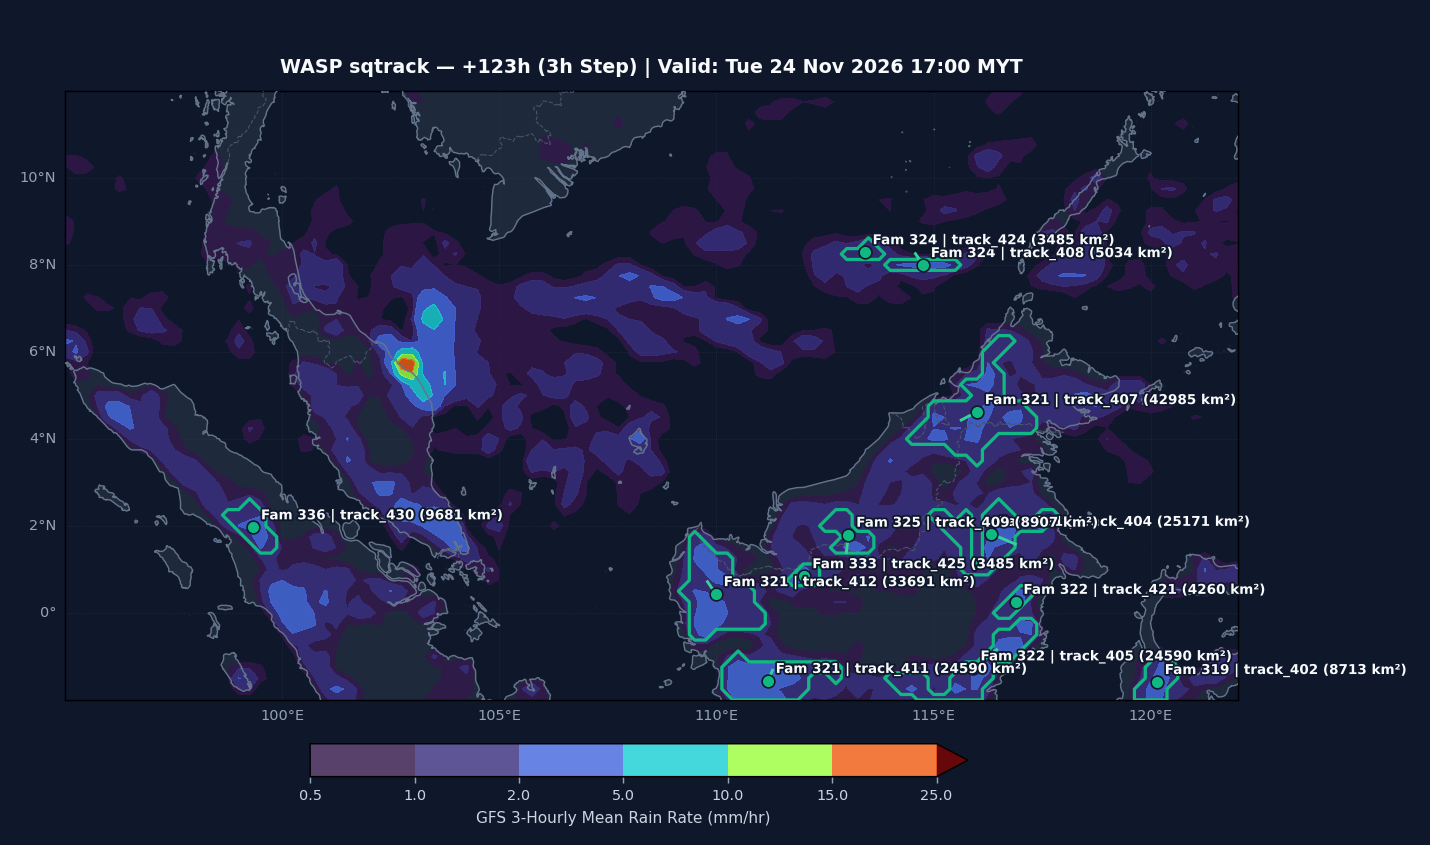 WASP sqtrack — +123h (3h Step) | Valid: Tue 24 Nov 2026 17:00 MYT
10°N
8°N
6°N
4°N
2°N
0°
Fam 324 | track_424 (3485 km²)
Fam 324 | track_408 (5034 km²)
Fam 321 | track_407 (42985 km²)
Fam 336 | track_430 (9681 km²)
Fam 325 | track_409 (8907 km²)
ck_404 (25171 km²)
Fam 333 | track_425 (3485 km²)
Fam 321 | track_412 (33691 km²)
Fam 322 | track_421 (4260 km²)
Fam 322 | track_405 (24590 km²)
Fam 321 | track_411 (24590 km²)
Fam 319 | track_402 (8713 km²)
100°E 105°E 110°E 115°E 120°E
0.5 1.0 2.0 5.0 10.0 15.0 25.0
GFS 3-Hourly Mean Rain Rate (mm/hr)